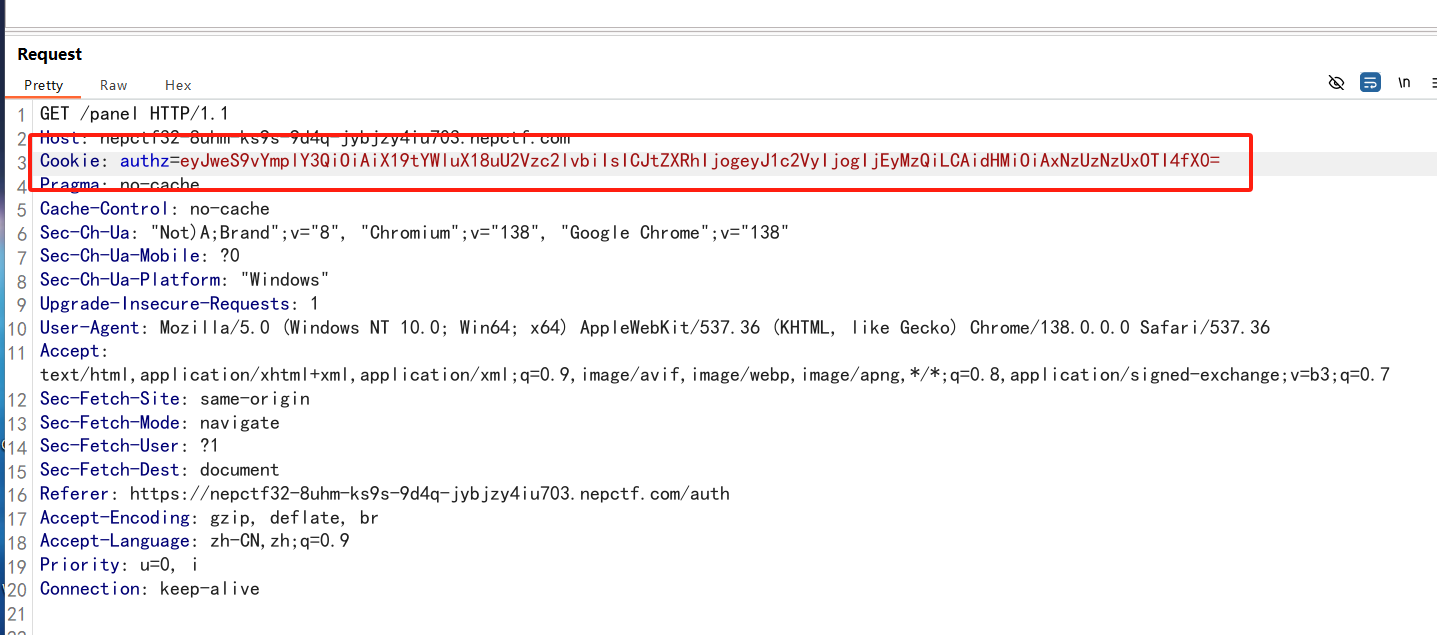 Request
Pretty Raw Hex \n
1 GET /panel HTTP/1.1
2 Host: nepctf32-8uhm-ks9s-9d4q-jybjzy4iu703.nepctf.com
3 Cookie: authz=eyJweS9vYmplY3QiOiAiX19tYWluX18uU2Vzc2lvbiIsICJtZXRhIjogeyJ1c2VyIjogIjEyMzQiLCAidHMiOiAxNzUzNzUxOTI4fX0=
4 Pragma: no-cache
5 Cache-Control: no-cache
6 Sec-Ch-Ua: "Not)A;Brand";v="8", "Chromium";v="138", "Google Chrome";v="138"
7 Sec-Ch-Ua-Mobile: ?0
8 Sec-Ch-Ua-Platform: "Windows"
9 Upgrade-Insecure-Requests: 1
10 User-Agent: Mozilla/5.0 (Windows NT 10.0; Win64; x64) AppleWebKit/537.36 (KHTML, like Gecko) Chrome/138.0.0.0 Safari/537.36
11 Accept:
text/html,application/xhtml+xml,application/xml;q=0.9,image/avif,image/webp,image/apng,*/*;q=0.8,application/signed-exchange;v=b3;q=0.7
12 Sec-Fetch-Site: same-origin
13 Sec-Fetch-Mode: navigate
14 Sec-Fetch-User: ?1
15 Sec-Fetch-Dest: document
16 Referer: https://nepctf32-8uhm-ks9s-9d4q-jybjzy4iu703.nepctf.com/auth
17 Accept-Encoding: gzip, deflate, br
18 Accept-Language: zh-CN,zh;q=0.9
19 Priority: u=0, i
20 Connection: keep-alive
21